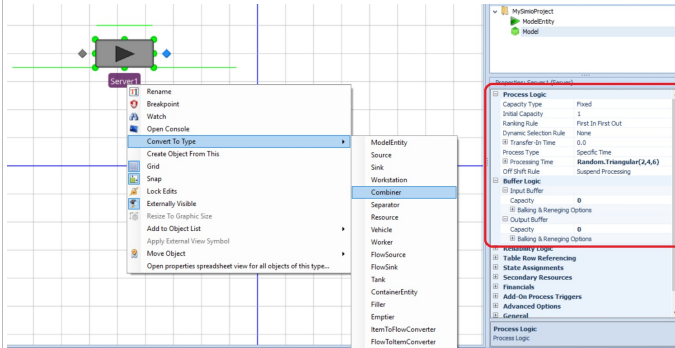 MySimioProject
ModelEntity
Model
Server1
Properties: Server1 (Server)
Process Logic
Capacity Type Fixed
Initial Capacity 1
Ranking Rule First In First Out
Dynamic Selection Rule None
Transfer-In Time 0.0
Process Type Specific Time
Processing Time Random.Triangular(2,4,6)
Off Shift Rule Suspend Processing
Buffer Logic
Input Buffer
Capacity 0
Balking & Reneging Options
Output Buffer
Capacity 0
Balking & Reneging Options
Reliability Logic
Table Row Referencing
State Assignments
Secondary Resources
Financials
Add-On Process Triggers
Advanced Options
General
Process Logic
Process Logic
Rename
Breakpoint
Watch
Open Console
Convert To Type
Create Object From This
Grid
Snap
Lock Edits
Externally Visible
Resize To Graphic Size
Add to Object List
Apply External View Symbol
Move Object
Open properties spreadsheet view for all objects of this type...
ModelEntity
Source
Sink
Workstation
Combiner
Separator
Resource
Vehicle
Worker
FlowSource
FlowSink
Tank
ContainerEntity
Filler
Emptier
ItemToFlowConverter
FlowToItemConverter